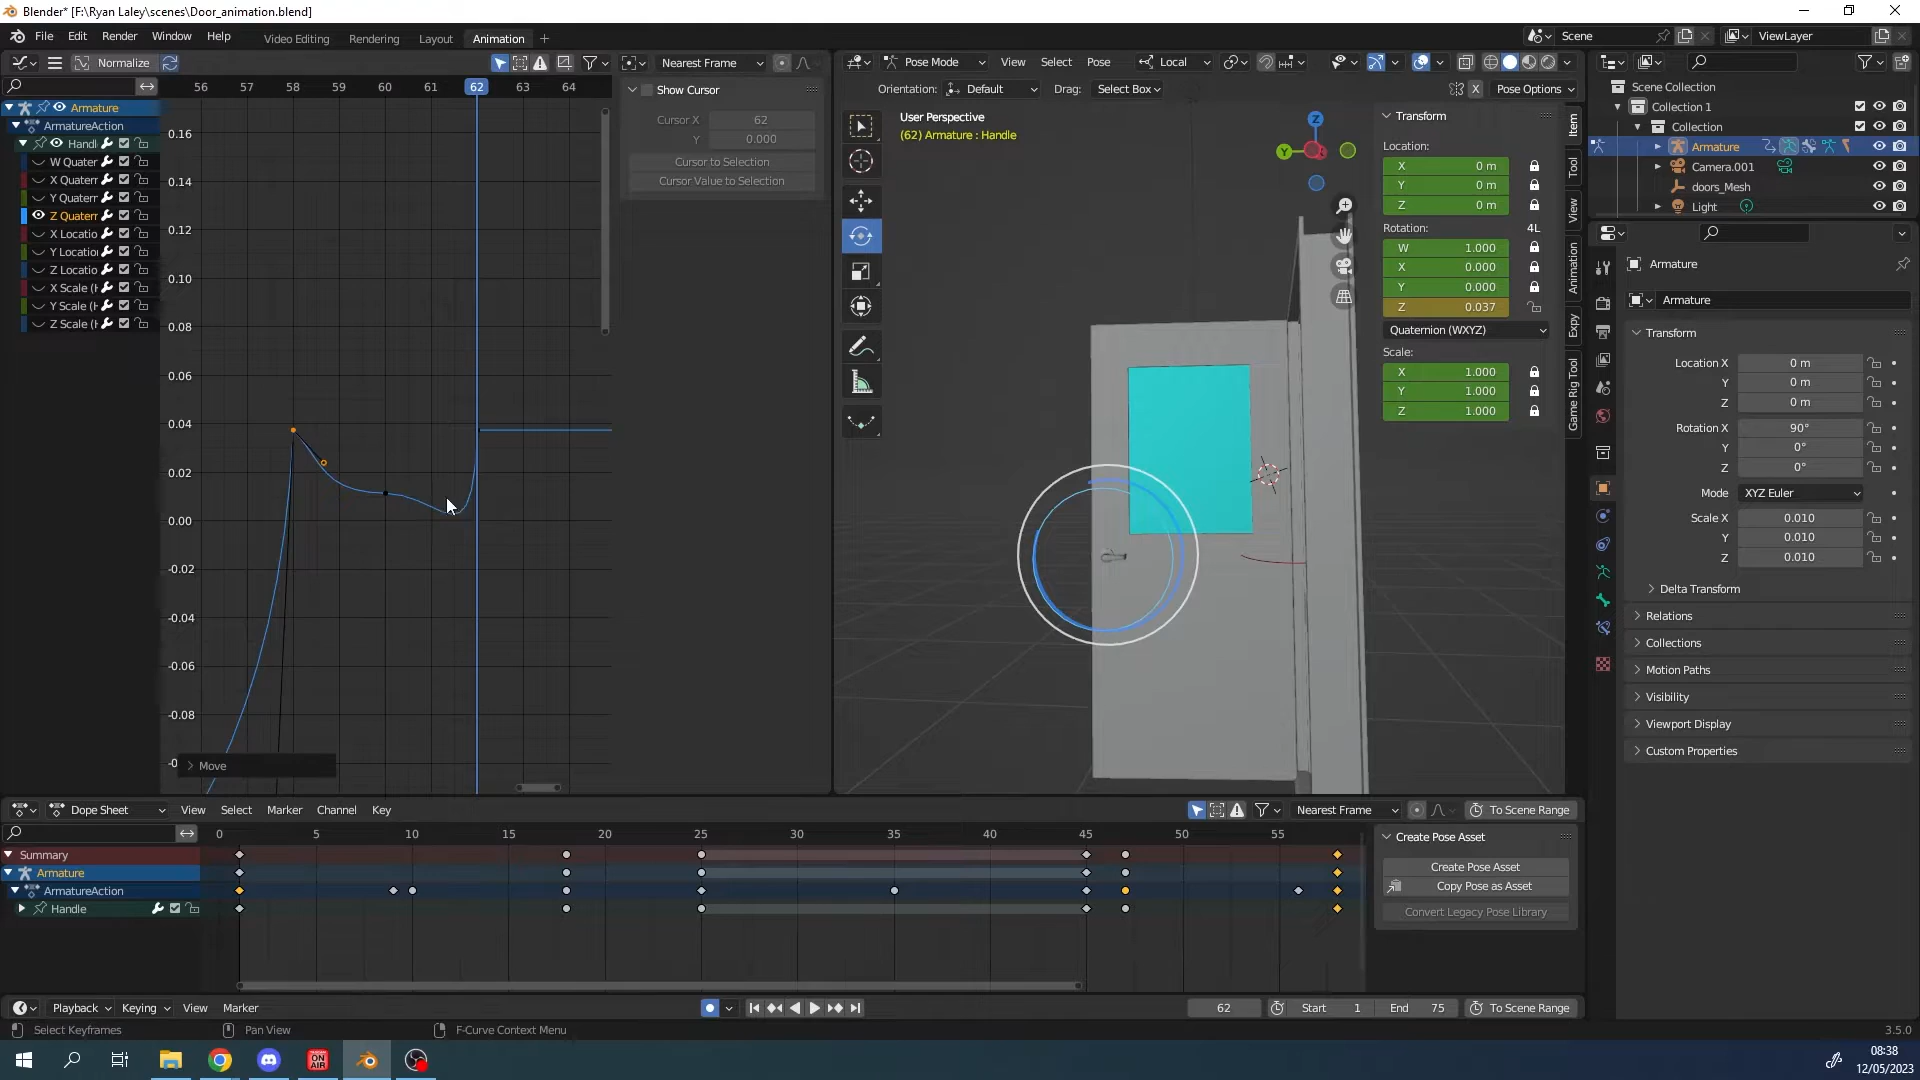 Blender* [F:\Ryan Laley\scenes\Door_animation.blend]
File Edit Render Window Help Video Editing Rendering Layout Animation + Scene ViewLayer
Normalize Nearest Frame Pose Mode View Select Pose Local
56 57 58 59 60 61 62 63 64
Show Cursor
Cursor X 62
Y 0.000
Cursor to Selection
Cursor Value to Selection
Armature
ArmatureAction
Handl
W Quater
X Quater
Y Quater
Z Quater
X Locatio
Y Locatio
Z Locatio
X Scale (H
Y Scale (H
Z Scale (H
0.16
0.14
0.12
0.10
0.08
0.06
0.04
0.02
0.00
-0.02
-0.04
-0.06
-0.08
Move
Orientation: Default Drag: Select Box X Pose Options
User Perspective
(62) Armature : Handle
Z
Y
Transform
Location:
X 0 m
Y 0 m
Z 0 m
Rotation: 4L
W 1.000
X 0.000
Y 0.000
Z 0.037
Quaternion (WXYZ)
Scale:
X 1.000
Y 1.000
Z 1.000
Item
Tool
View
Animation
Expy
Game Rig Tool
Scene Collection
Collection 1
Collection
Armature
Camera.001
doors_Mesh
Light
Armature
Armature
Transform
Location X 0 m
Y 0 m
Z 0 m
Rotation X 90°
Y 0°
Z 0°
Mode XYZ Euler
Scale X 0.010
Y 0.010
Z 0.010
Delta Transform
Relations
Collections
Motion Paths
Visibility
Viewport Display
Custom Properties
Dope Sheet View Select Marker Channel Key Nearest Frame To Scene Range
0 5 10 15 20 25 30 35 40 45 50 55
Summary
Armature
ArmatureAction
Handle
Create Pose Asset
Create Pose Asset
Copy Pose as Asset
Convert Legacy Pose Library
Playback Keying View Marker 62 Start 1 End 75 To Scene Range
Select Keyframes Pan View F-Curve Context Menu 3.5.0
ON AIR
08:38
12/05/2023